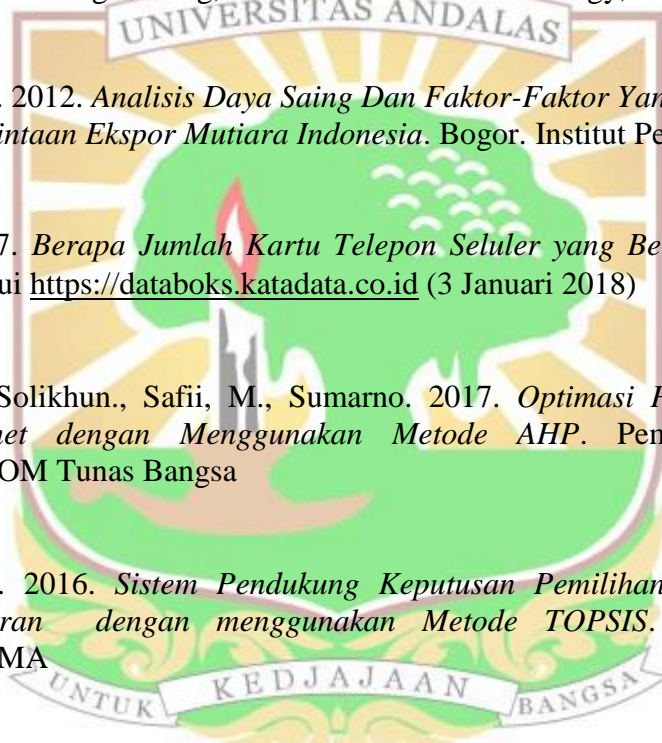 UNIVERSITAS ANDALAS
. 2012. Analisis Daya Saing Dan Faktor-Faktor Yan
intaan Ekspor Mutiara Indonesia. Bogor. Institut Pe
7. Berapa Jumlah Kartu Telepon Seluler yang Be
ui https://databoks.katadata.co.id (3 Januari 2018)
Solikhun., Safii, M., Sumarno. 2017. Optimasi P
net dengan Menggunakan Metode AHP. Pem
OM Tunas Bangsa
. 2016. Sistem Pendukung Keputusan Pemilihan
ran dengan menggunakan Metode TOPSIS.
MA
UNTUK KEDJAJAAN BANGSA